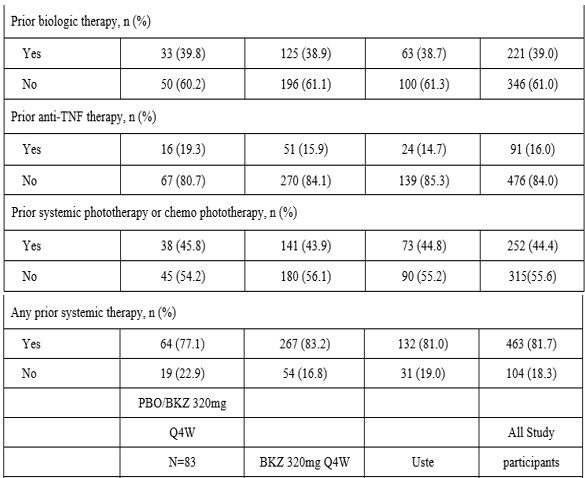 Prior biologic therapy, n (%)
Yes 33 (39.8) 125 (38.9) 63 (38.7) 221 (39.0)
No 50 (60.2) 196 (61.1) 100 (61.3) 346 (61.0)
Prior anti-TNF therapy, n (%)
Yes 16 (19.3) 51 (15.9) 24 (14.7) 91 (16.0)
No 67 (80.7) 270 (84.1) 139 (85.3) 476 (84.0)
Prior systemic phototherapy or chemo phototherapy, n (%)
Yes 38 (45.8) 141 (43.9) 73 (44.8) 252 (44.4)
No 45 (54.2) 180 (56.1) 90 (55.2) 315(55.6)
Any prior systemic therapy, n (%)
Yes 64 (77.1) 267 (83.2) 132 (81.0) 463 (81.7)
No 19 (22.9) 54 (16.8) 31 (19.0) 104 (18.3)
PBO/BKZ 320mg
Q4W All Study
N=83 BKZ 320mg Q4W Uste participants